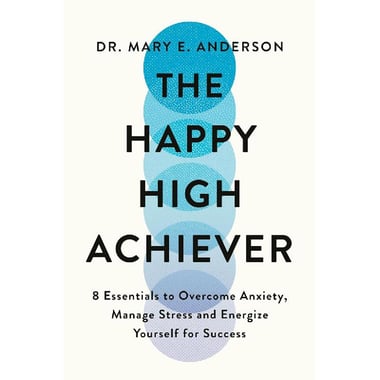 DR. MARY E. ANDERSON
THE
HAPPY
HIGH
ACHIEVER
8 Essentials to Overcome Anxiety,
Manage Stress and Energize
Yourself for Success